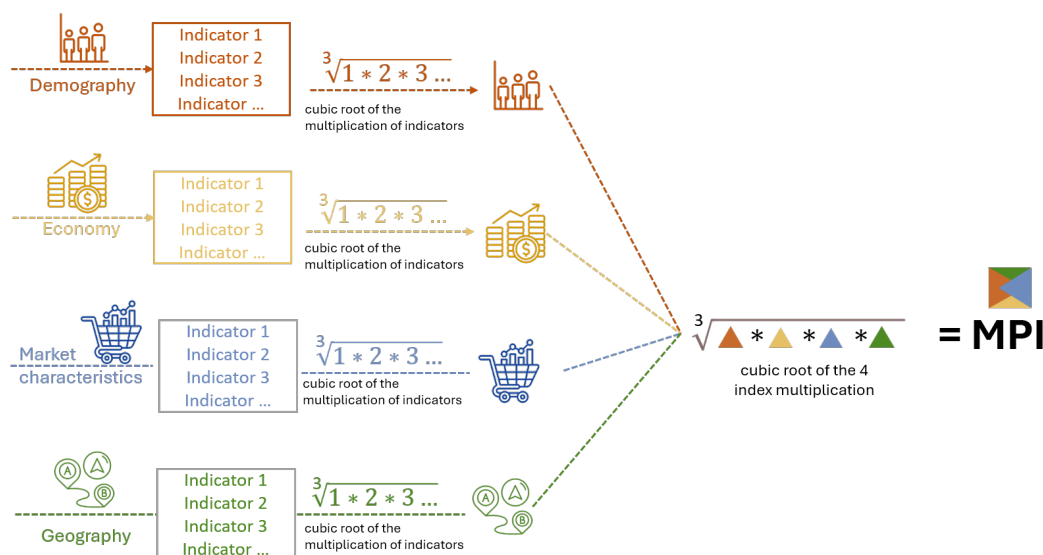 Demography
Indicator 1
Indicator 2
Indicator 3
Indicator ...
3√1 * 2 * 3 ...
cubic root of the
multiplication of indicators
Economy
Indicator 1
Indicator 2
Indicator 3
Indicator ...
3√1 * 2 * 3 ...
cubic root of the
multiplication of indicators
Market
characteristics
Indicator 1
Indicator 2
Indicator 3
Indicator ...
3√1 * 2 * 3 ...
cubic root of the
multiplication of indicators
A
B
Geography
Indicator 1
Indicator 2
Indicator 3
Indicator ...
3√1 * 2 * 3 ...
cubic root of the
multiplication of indicators
A
B
3√▲ * ▲ * ▲ * ▲
cubic root of the 4
index multiplication
= MPI